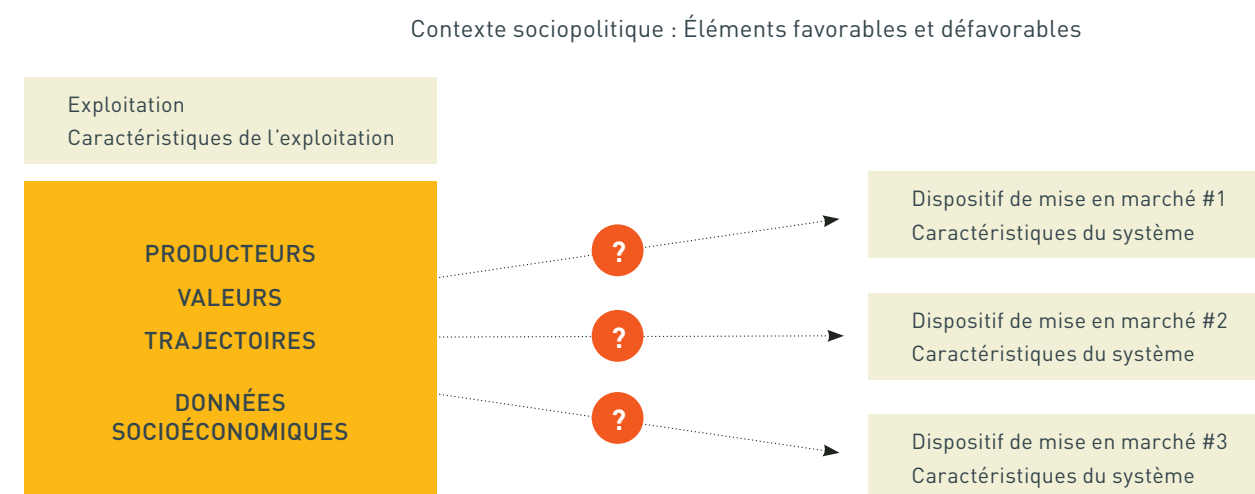 Contexte sociopolitique : Éléments favorables et défavorables
Exploitation
Caractéristiques de l'exploitation
PRODUCTEURS
VALEURS
TRAJECTOIRES
DONNÉES
SOCIOÉCONOMIQUES
?
?
?
Dispositif de mise en marché #1
Caractéristiques du système
Dispositif de mise en marché #2
Caractéristiques du système
Dispositif de mise en marché #3
Caractéristiques du système